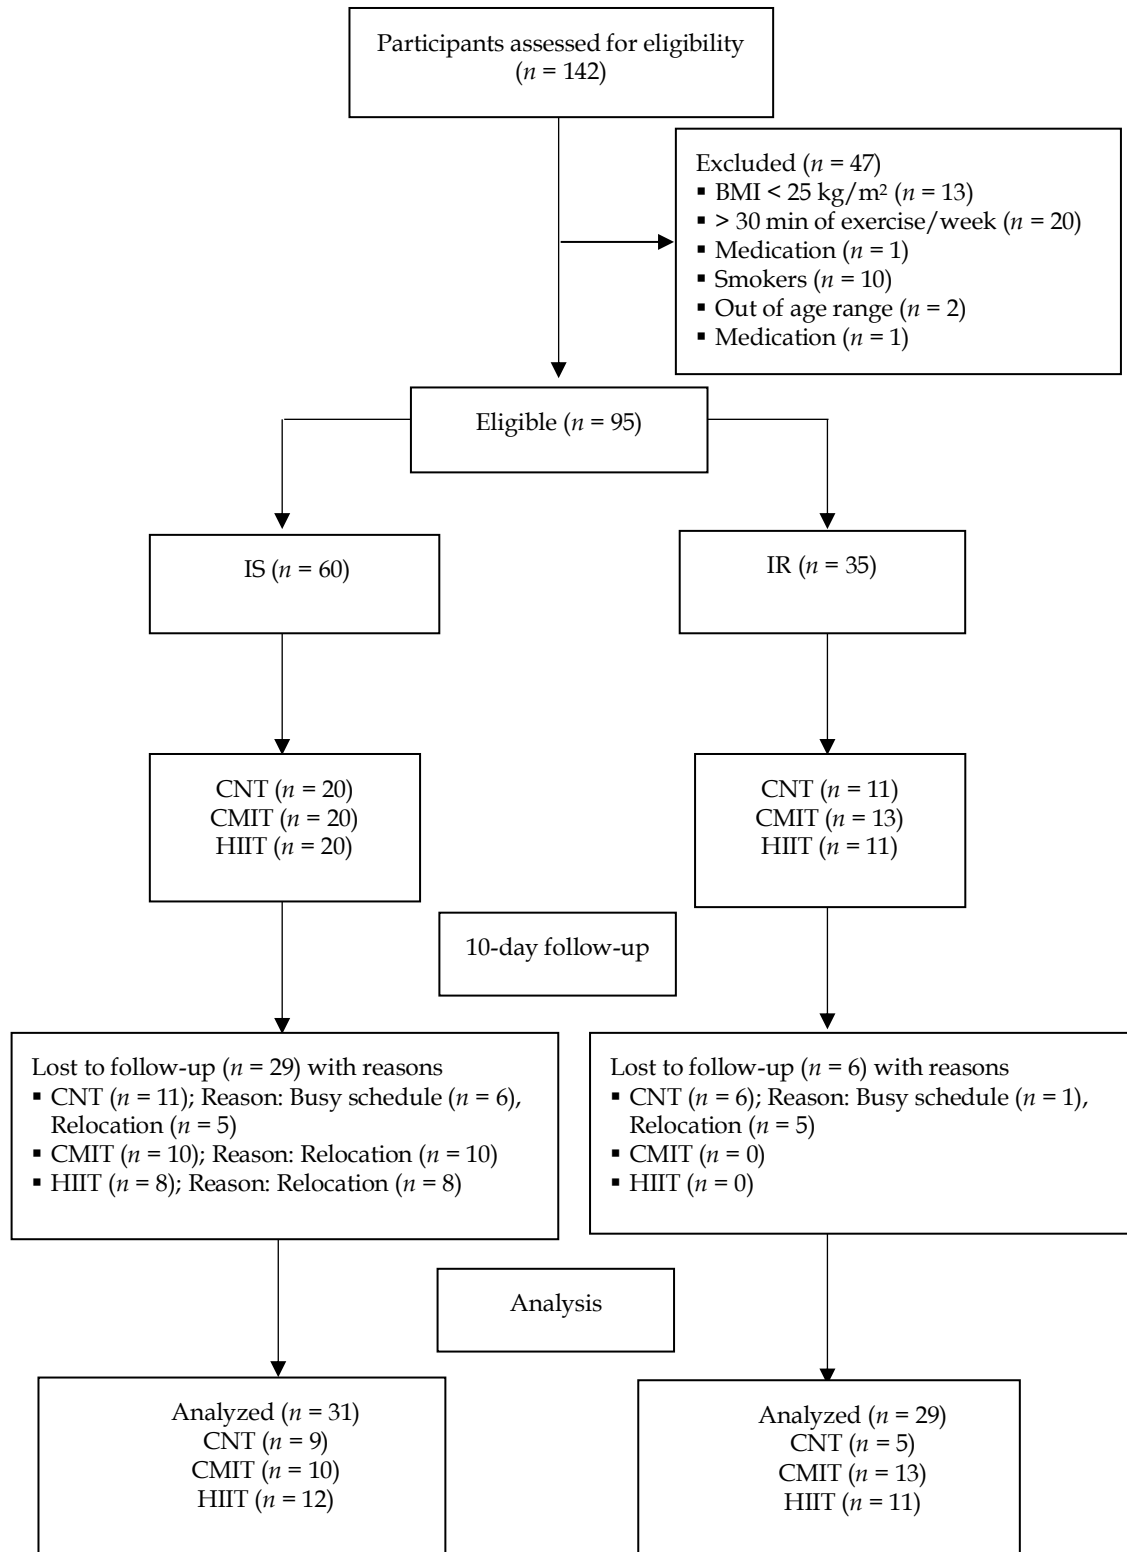 Participants assessed for eligibility
(n = 142)
Excluded (n = 47)
▪ BMI < 25 kg/m² (n = 13)
▪ > 30 min of exercise/week (n = 20)
▪ Medication (n = 1)
▪ Smokers (n = 10)
▪ Out of age range (n = 2)
▪ Medication (n = 1)
Eligible (n = 95)
IS (n = 60)
IR (n = 35)
CNT (n = 20)
CMIT (n = 20)
HIIT (n = 20)
CNT (n = 11)
CMIT (n = 13)
HIIT (n = 11)
10-day follow-up
Lost to follow-up (n = 29) with reasons
▪ CNT (n = 11); Reason: Busy schedule (n = 6),
Relocation (n = 5)
▪ CMIT (n = 10); Reason: Relocation (n = 10)
▪ HIIT (n = 8); Reason: Relocation (n = 8)
Lost to follow-up (n = 6) with reasons
▪ CNT (n = 6); Reason: Busy schedule (n = 1),
Relocation (n = 5)
▪ CMIT (n = 0)
▪ HIIT (n = 0)
Analysis
Analyzed (n = 31)
CNT (n = 9)
CMIT (n = 10)
HIIT (n = 12)
Analyzed (n = 29)
CNT (n = 5)
CMIT (n = 13)
HIIT (n = 11)